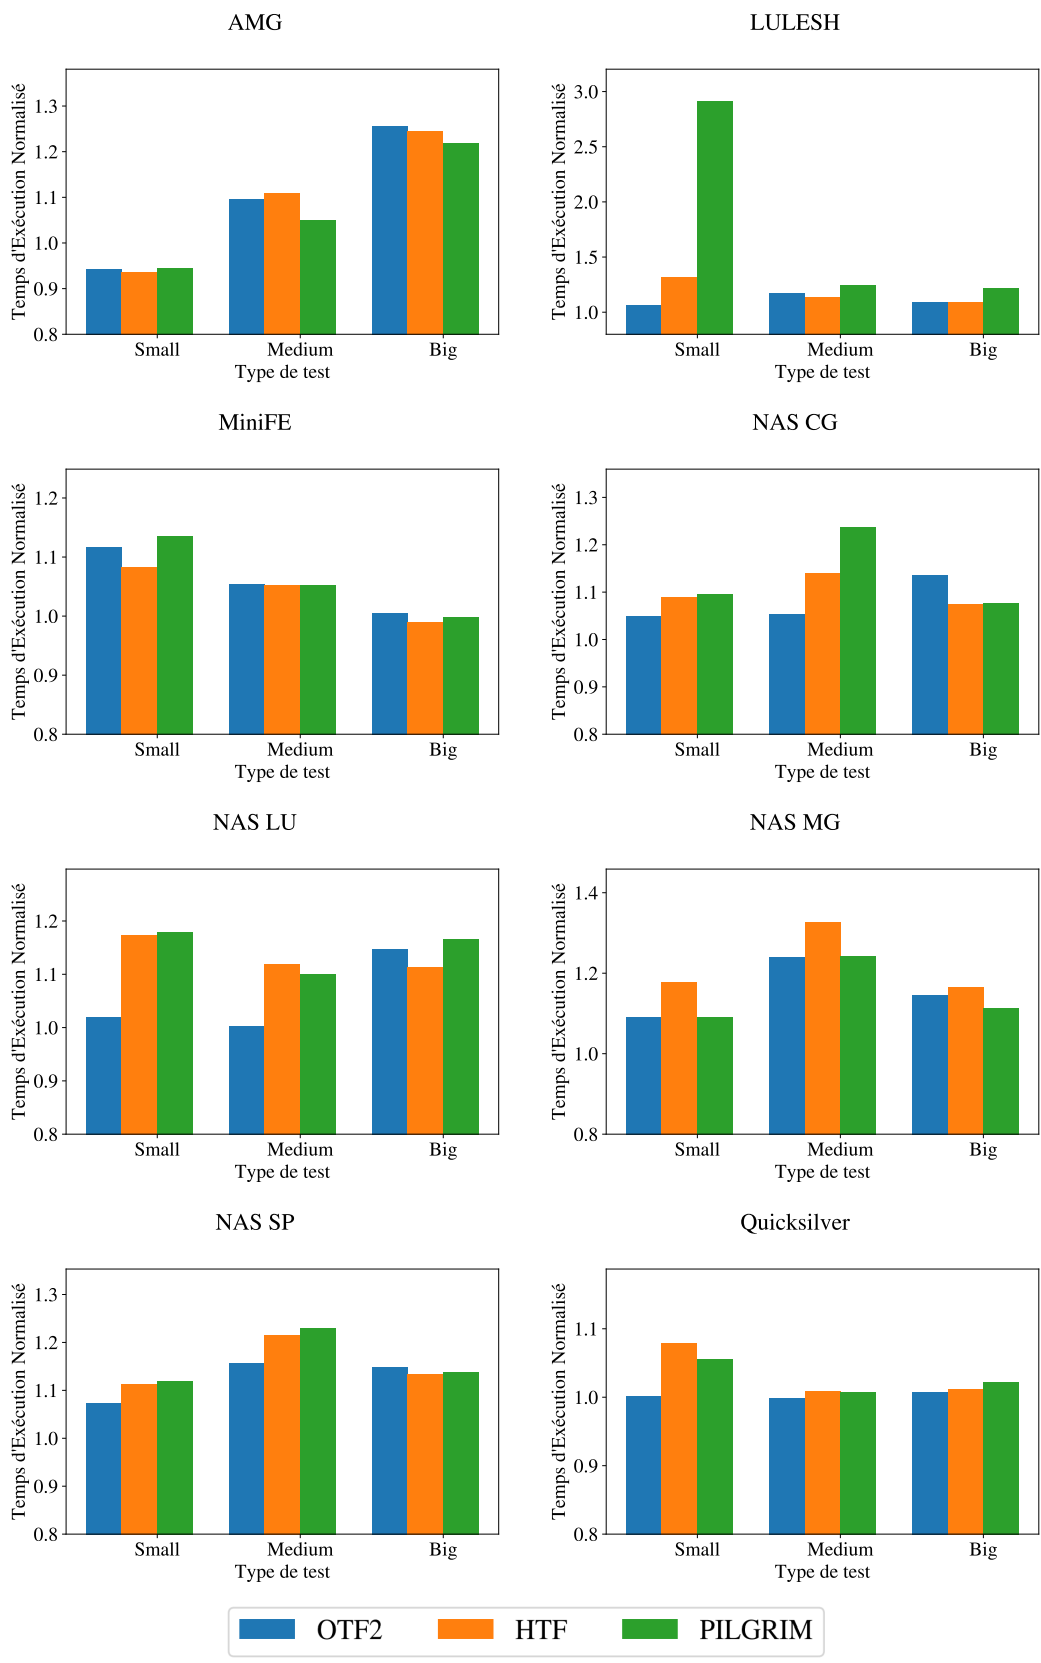 AMG
Temps d'Exécution Normalisé
1.3
1.2
1.1
1.0
0.9
0.8
Small Medium Big
Type de test
LULESH
Temps d'Exécution Normalisé
3.0
2.5
2.0
1.5
1.0
Small Medium Big
Type de test
MiniFE
Temps d'Exécution Normalisé
1.2
1.1
1.0
0.9
0.8
Small Medium Big
Type de test
NAS CG
Temps d'Exécution Normalisé
1.3
1.2
1.1
1.0
0.9
0.8
Small Medium Big
Type de test
NAS LU
Temps d'Exécution Normalisé
1.2
1.1
1.0
0.9
0.8
Small Medium Big
Type de test
NAS MG
Temps d'Exécution Normalisé
1.4
1.2
1.0
0.8
Small Medium Big
Type de test
NAS SP
Temps d'Exécution Normalisé
1.3
1.2
1.1
1.0
0.9
0.8
Small Medium Big
Type de test
Quicksilver
Temps d'Exécution Normalisé
1.1
1.0
0.9
0.8
Small Medium Big
Type de test
OTF2 HTF PILGRIM